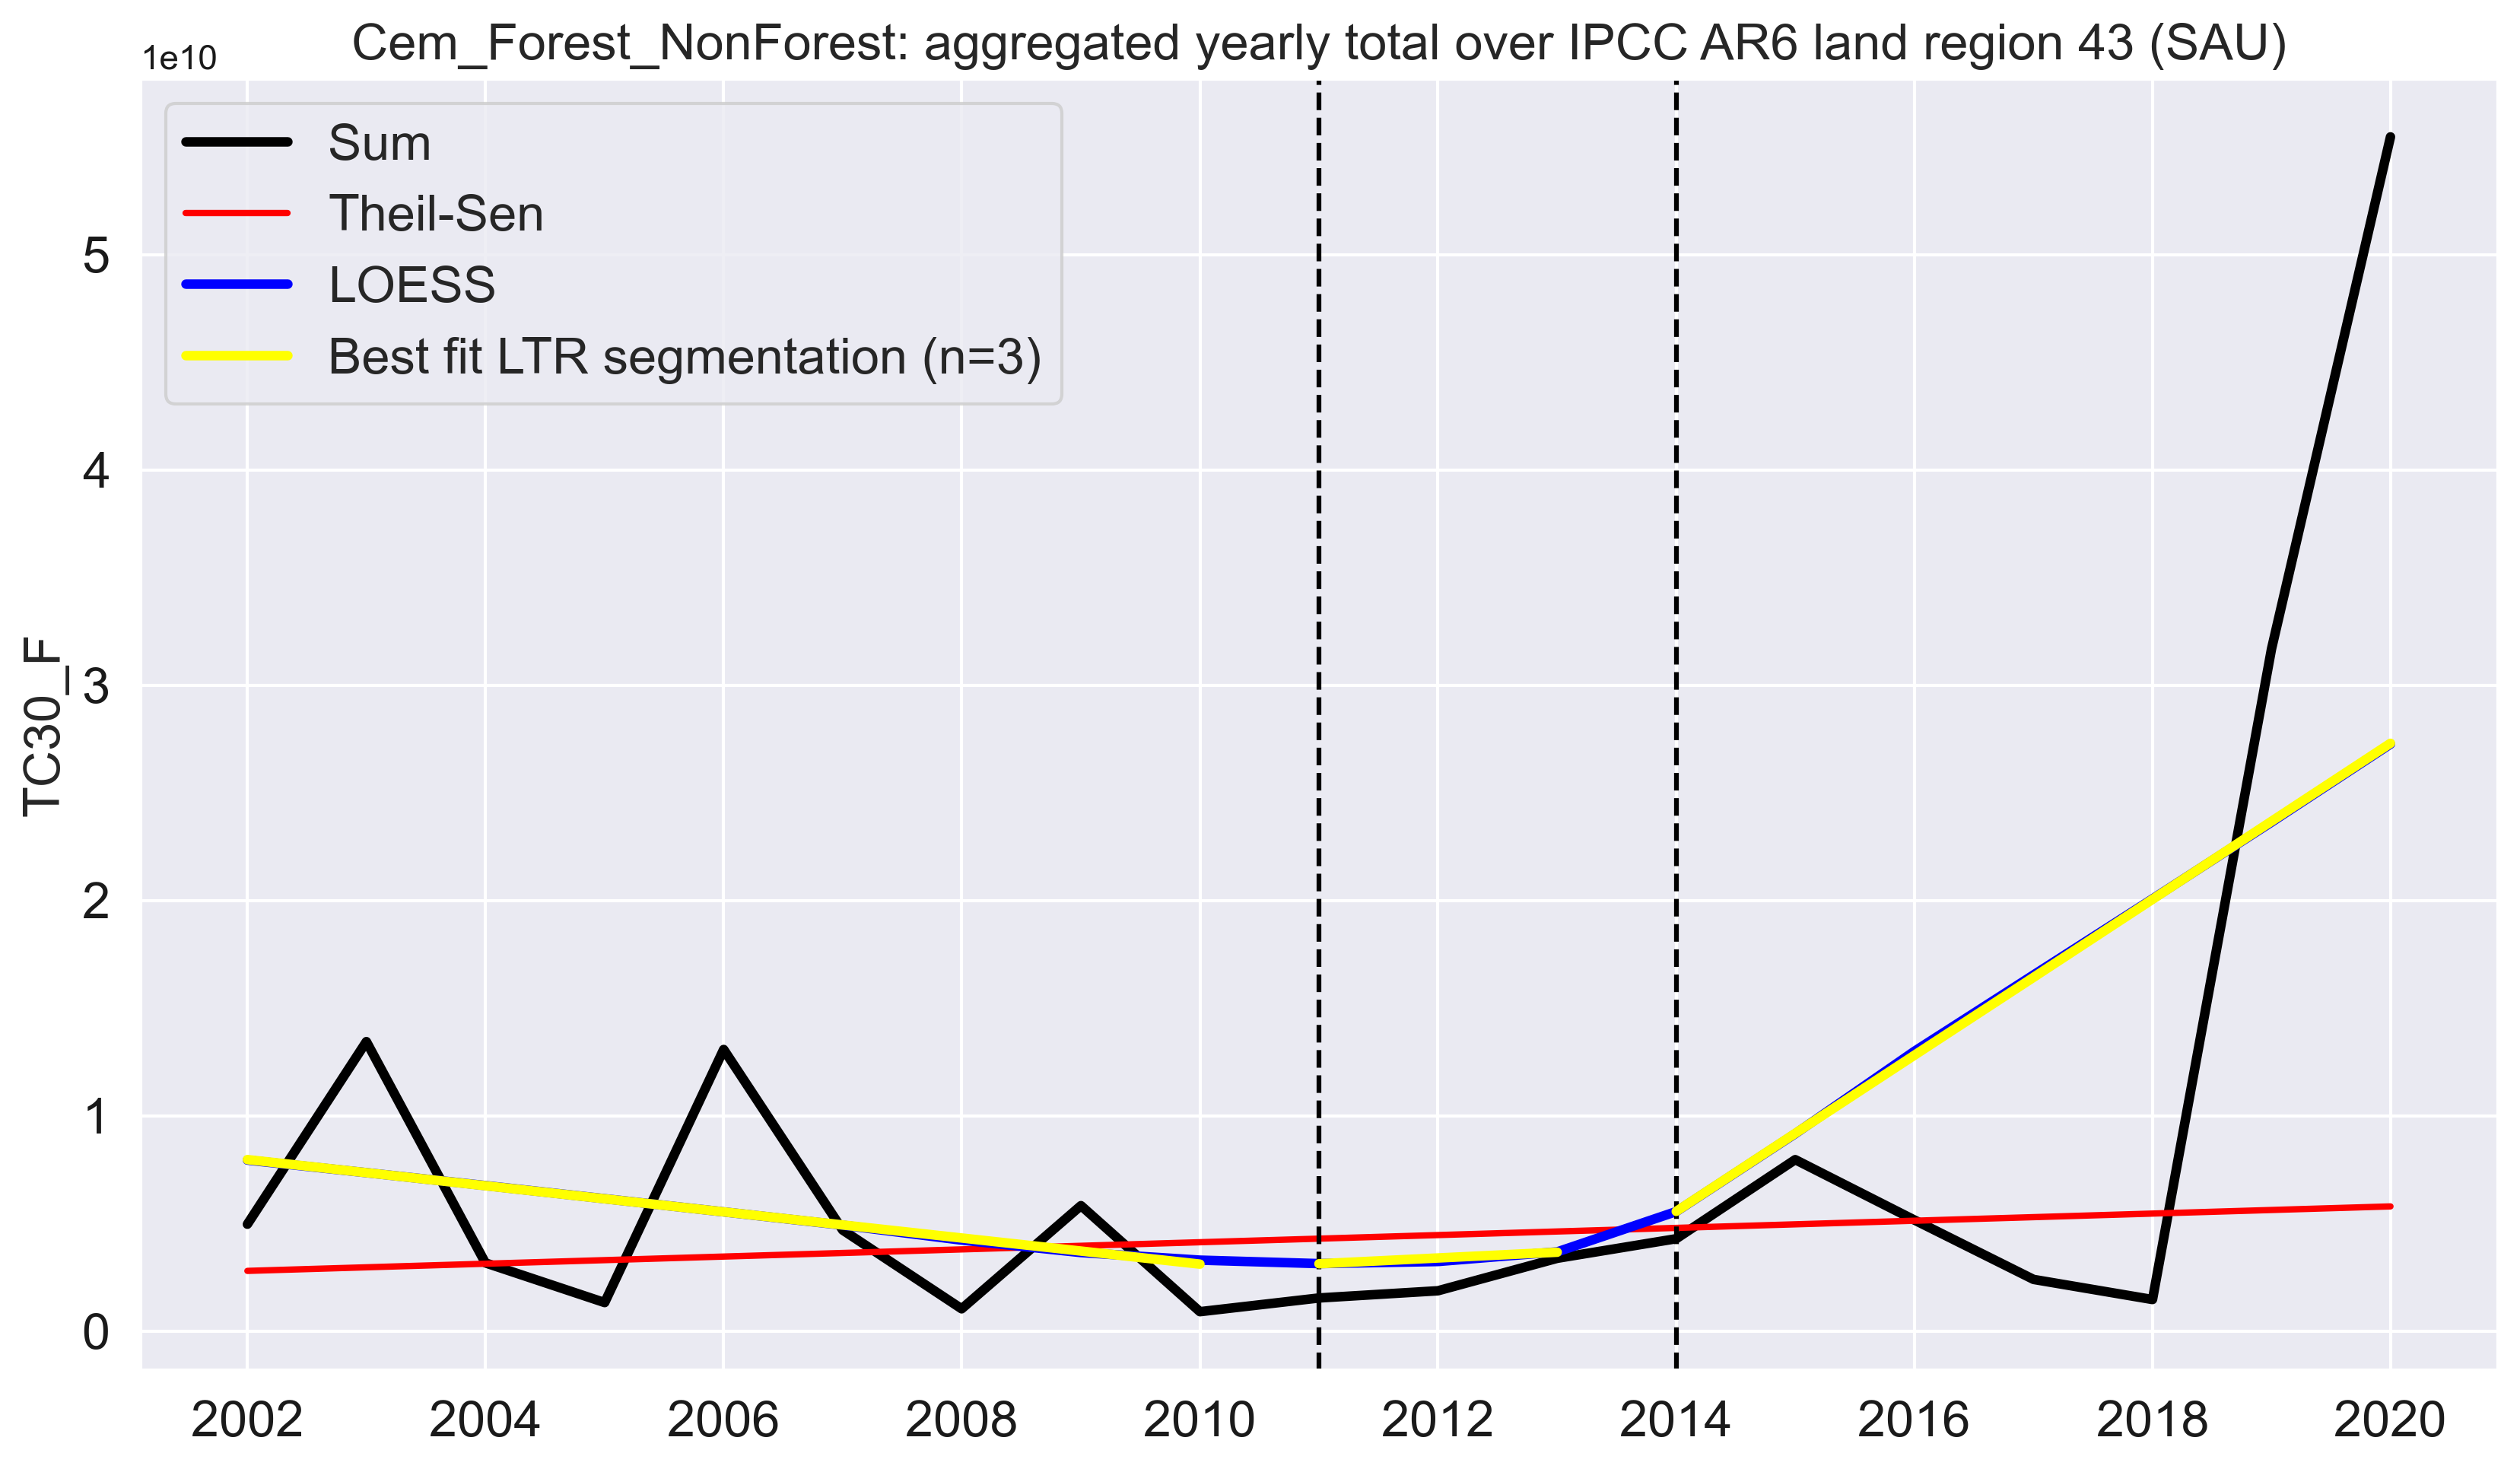 Cem_Forest_NonForest: aggregated yearly total over IPCC AR6 land region 43 (SAU)
1e10
Sum
Theil-Sen
LOESS
Best fit LTR segmentation (n=3)
TC30_F
5
4
3
2
1
0
2002 2004 2006 2008 2010 2012 2014 2016 2018 2020